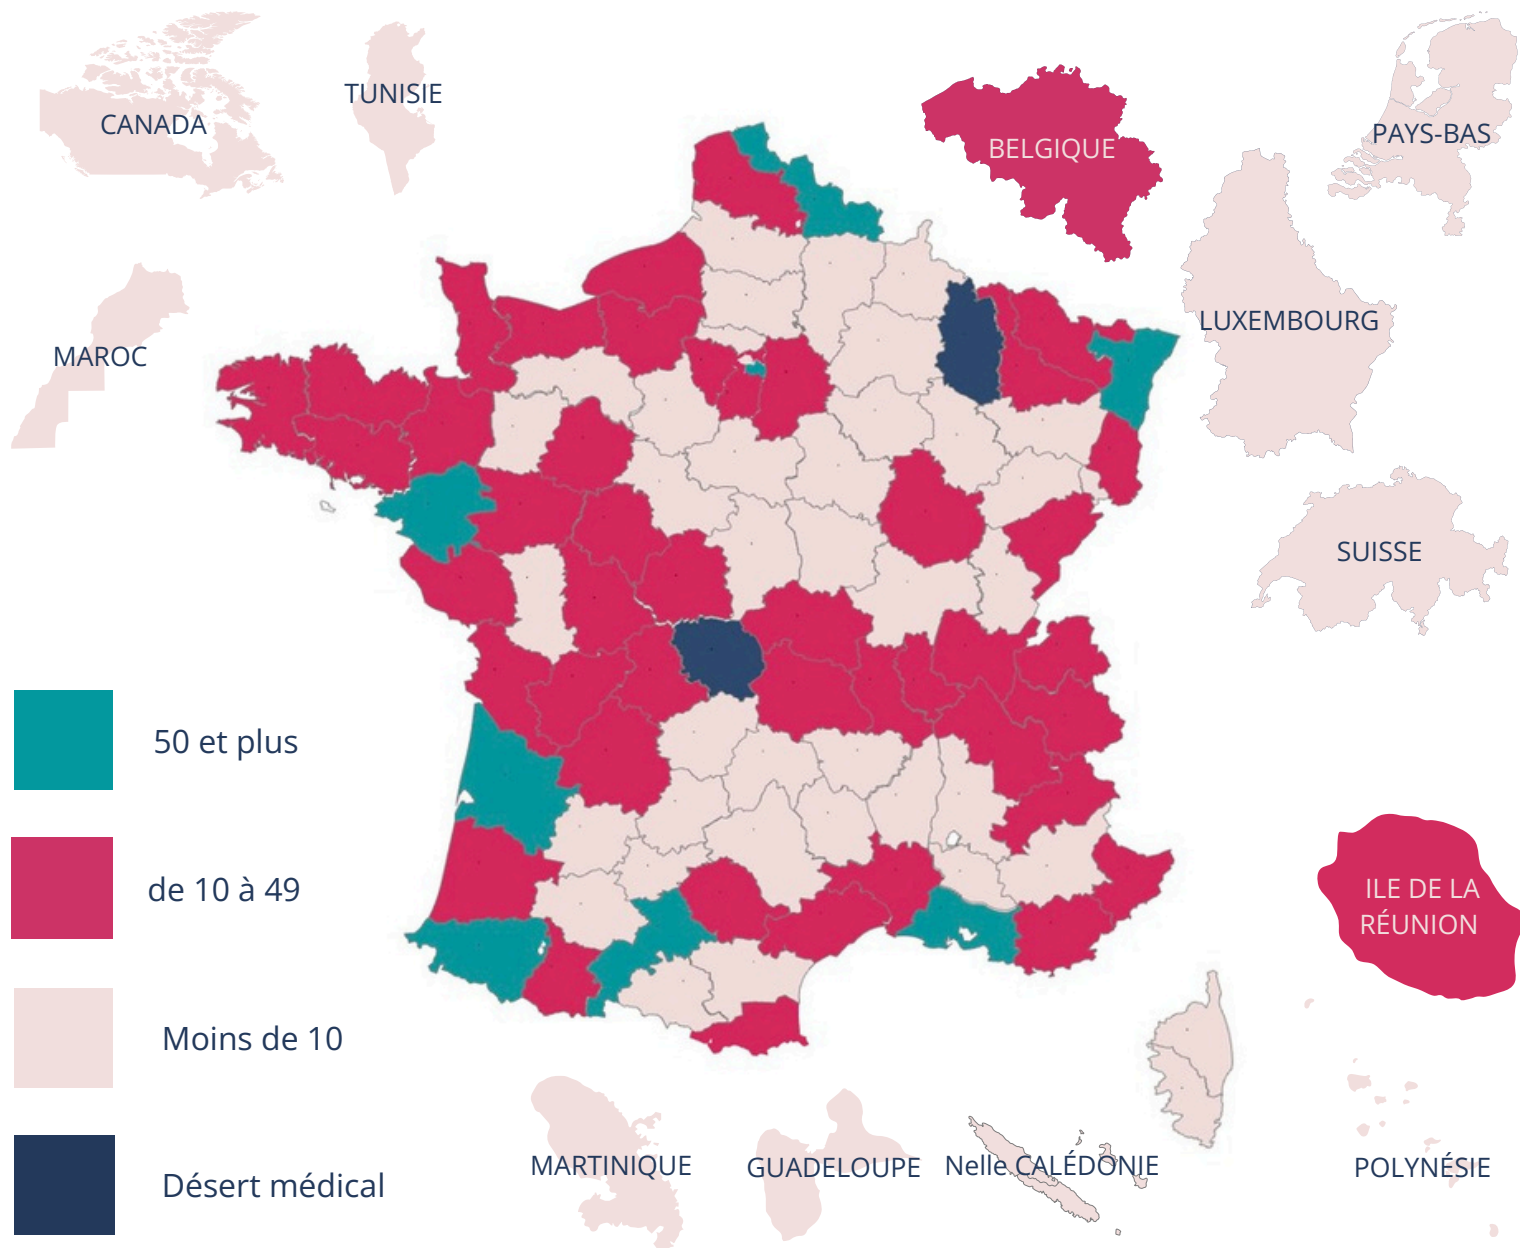 CANADA
TUNISIE
BELGIQUE
PAYS-BAS
MAROC
LUXEMBOURG
SUISSE
50 et plus
de 10 à 49
Moins de 10
Désert médical
ILE DE LA
RÉUNION
MARTINIQUE
GUADELOUPE
Nelle CALÉDONIE
POLYNÉSIE